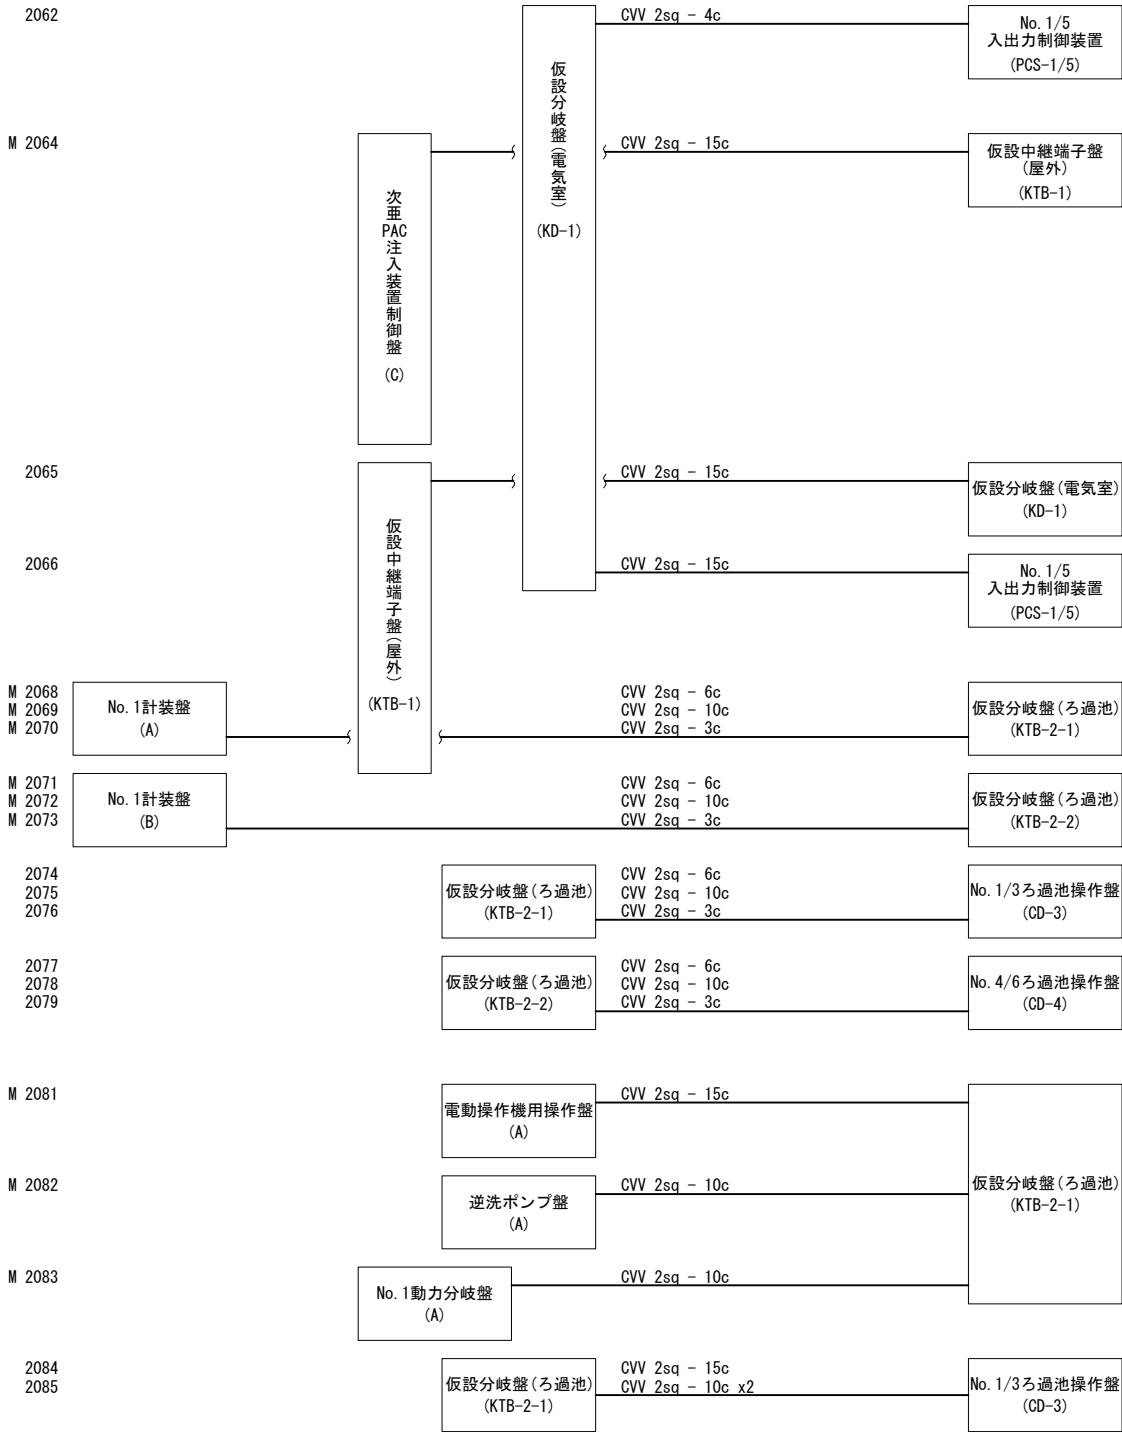 2062
CVV 2sq - 4c
No.1/5
入出力制御装置
(PCS-1/5)
仮設分岐盤(電気室)
(KD-1)
M 2064
CVV 2sq - 15c
仮設中継端子盤
(屋外)
(KTB-1)
次亜PAC注入装置制御盤
(C)
2065
CVV 2sq - 15c
仮設分岐盤(電気室)
(KD-1)
仮設中継端子盤(屋外)
(KTB-1)
2066
CVV 2sq - 15c
No.1/5
入出力制御装置
(PCS-1/5)
M 2068
M 2069
M 2070
No.1計装盤
(A)
CVV 2sq - 6c
CVV 2sq - 10c
CVV 2sq - 3c
仮設分岐盤(ろ過池)
(KTB-2-1)
M 2071
M 2072
M 2073
No.1計装盤
(B)
CVV 2sq - 6c
CVV 2sq - 10c
CVV 2sq - 3c
仮設分岐盤(ろ過池)
(KTB-2-2)
2074
2075
2076
仮設分岐盤(ろ過池)
(KTB-2-1)
CVV 2sq - 6c
CVV 2sq - 10c
CVV 2sq - 3c
No.1/3ろ過池操作盤
(CD-3)
2077
2078
2079
仮設分岐盤(ろ過池)
(KTB-2-2)
CVV 2sq - 6c
CVV 2sq - 10c
CVV 2sq - 3c
No.4/6ろ過池操作盤
(CD-4)
M 2081
電動操作機用操作盤
(A)
CVV 2sq - 15c
M 2082
逆洗ポンプ盤
(A)
CVV 2sq - 10c
仮設分岐盤(ろ過池)
(KTB-2-1)
M 2083
No.1動力分岐盤
(A)
CVV 2sq - 10c
2084
2085
仮設分岐盤(ろ過池)
(KTB-2-1)
CVV 2sq - 15c
CVV 2sq - 10c x2
No.1/3ろ過池操作盤
(CD-3)